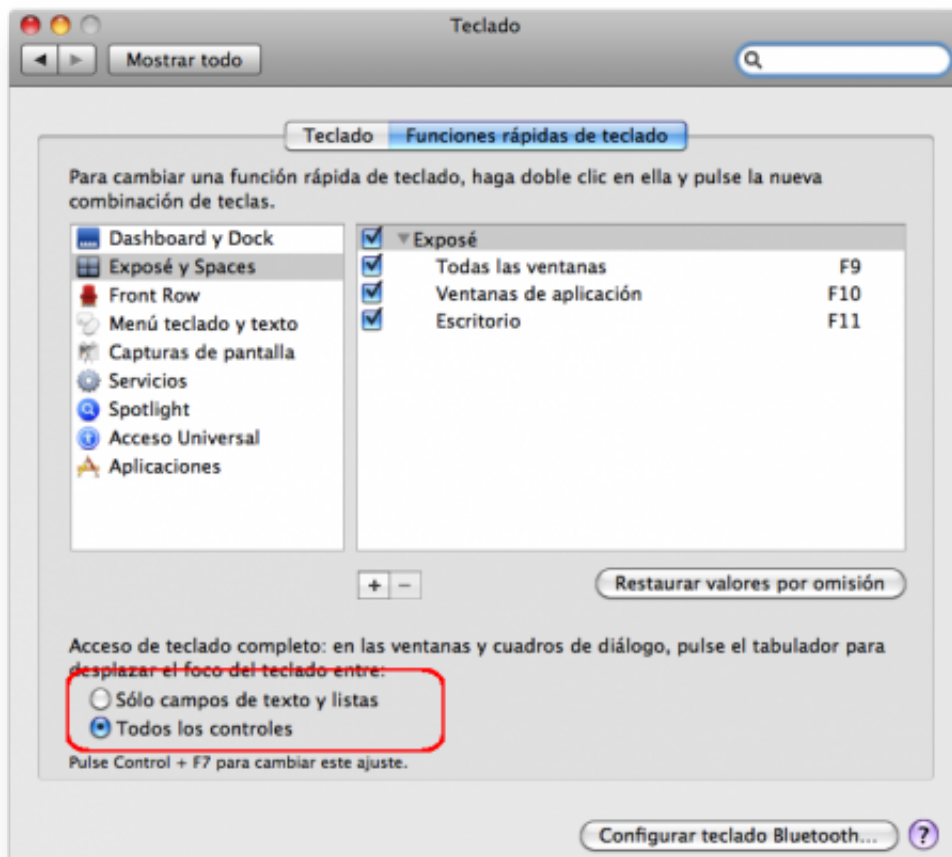 Teclado
Mostrar todo
Teclado
Funciones rápidas de teclado
Para cambiar una función rápida de teclado, haga doble clic en ella y pulse la nueva
combinación de teclas.
Dashboard y Dock
Exposé y Spaces
Front Row
Menú teclado y texto
Capturas de pantalla
Servicios
Spotlight
Acceso Universal
Aplicaciones
Exposé
Todas las ventanas F9
Ventanas de aplicación F10
Escritorio F11
+ −
Restaurar valores por omisión
Acceso de teclado completo: en las ventanas y cuadros de diálogo, pulse el tabulador para
desplazar el foco del teclado entre:
Sólo campos de texto y listas
Todos los controles
Pulse Control + F7 para cambiar este ajuste.
Configurar teclado Bluetooth... ?